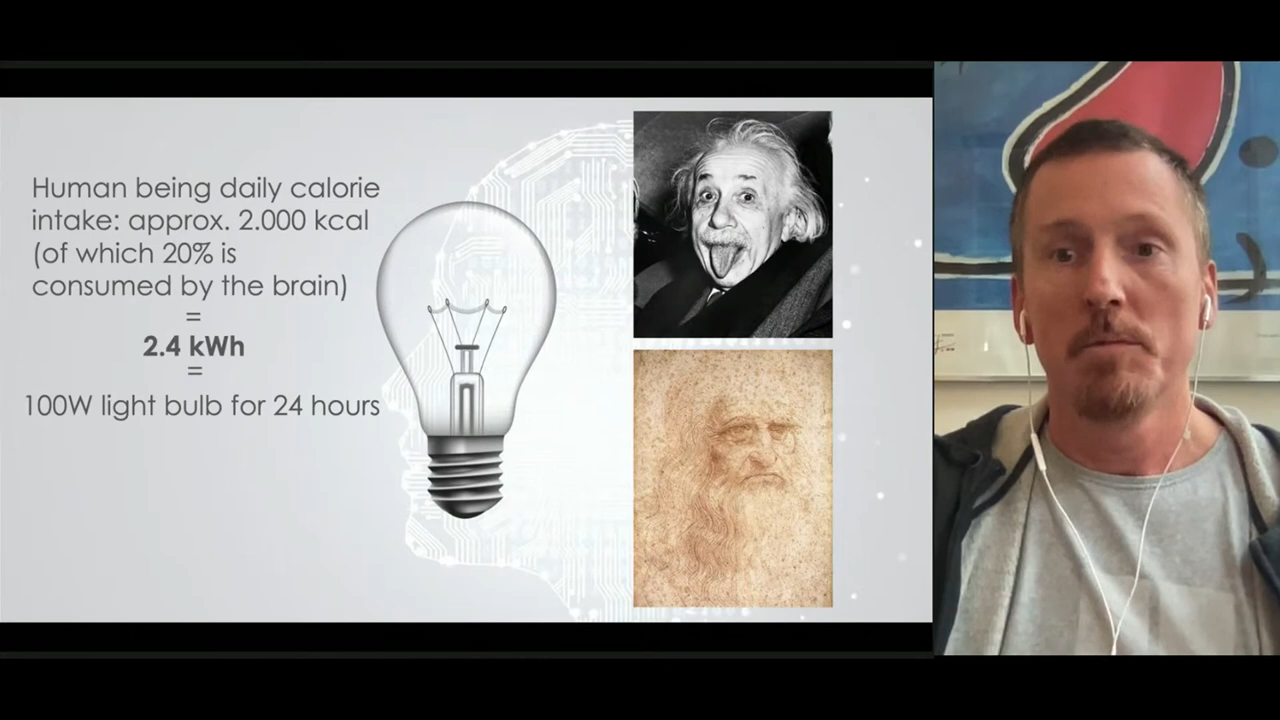 Human being daily calorie
intake: approx. 2.000 kcal
(of which 20% is
consumed by the brain)
=
2.4 kWh
=
100W light bulb for 24 hours